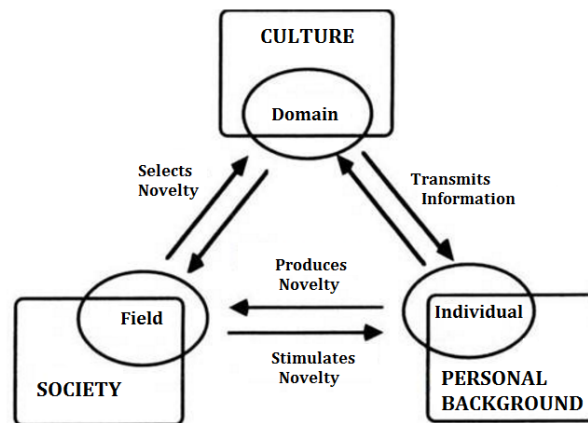 CULTURE
Domain
Selects
Novelty
Transmits
Information
Produces
Novelty
Field
Individual
Stimulates
Novelty
SOCIETY
PERSONAL
BACKGROUND